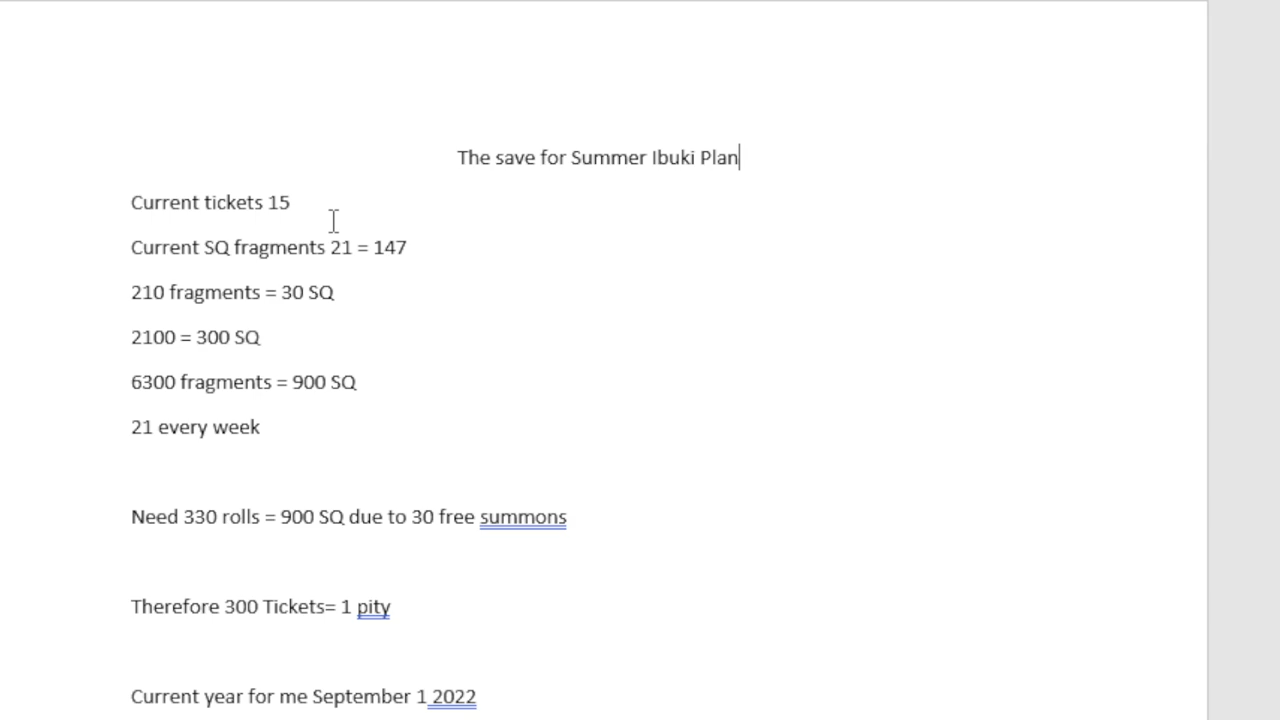 The save for Summer Ibuki Plan
Current tickets 15
Current SQ fragments 21 = 147
210 fragments = 30 SQ
2100 = 300 SQ
6300 fragments = 900 SQ
21 every week
Need 330 rolls = 900 SQ due to 30 free summons
Therefore 300 Tickets= 1 pity
Current year for me September 1 2022